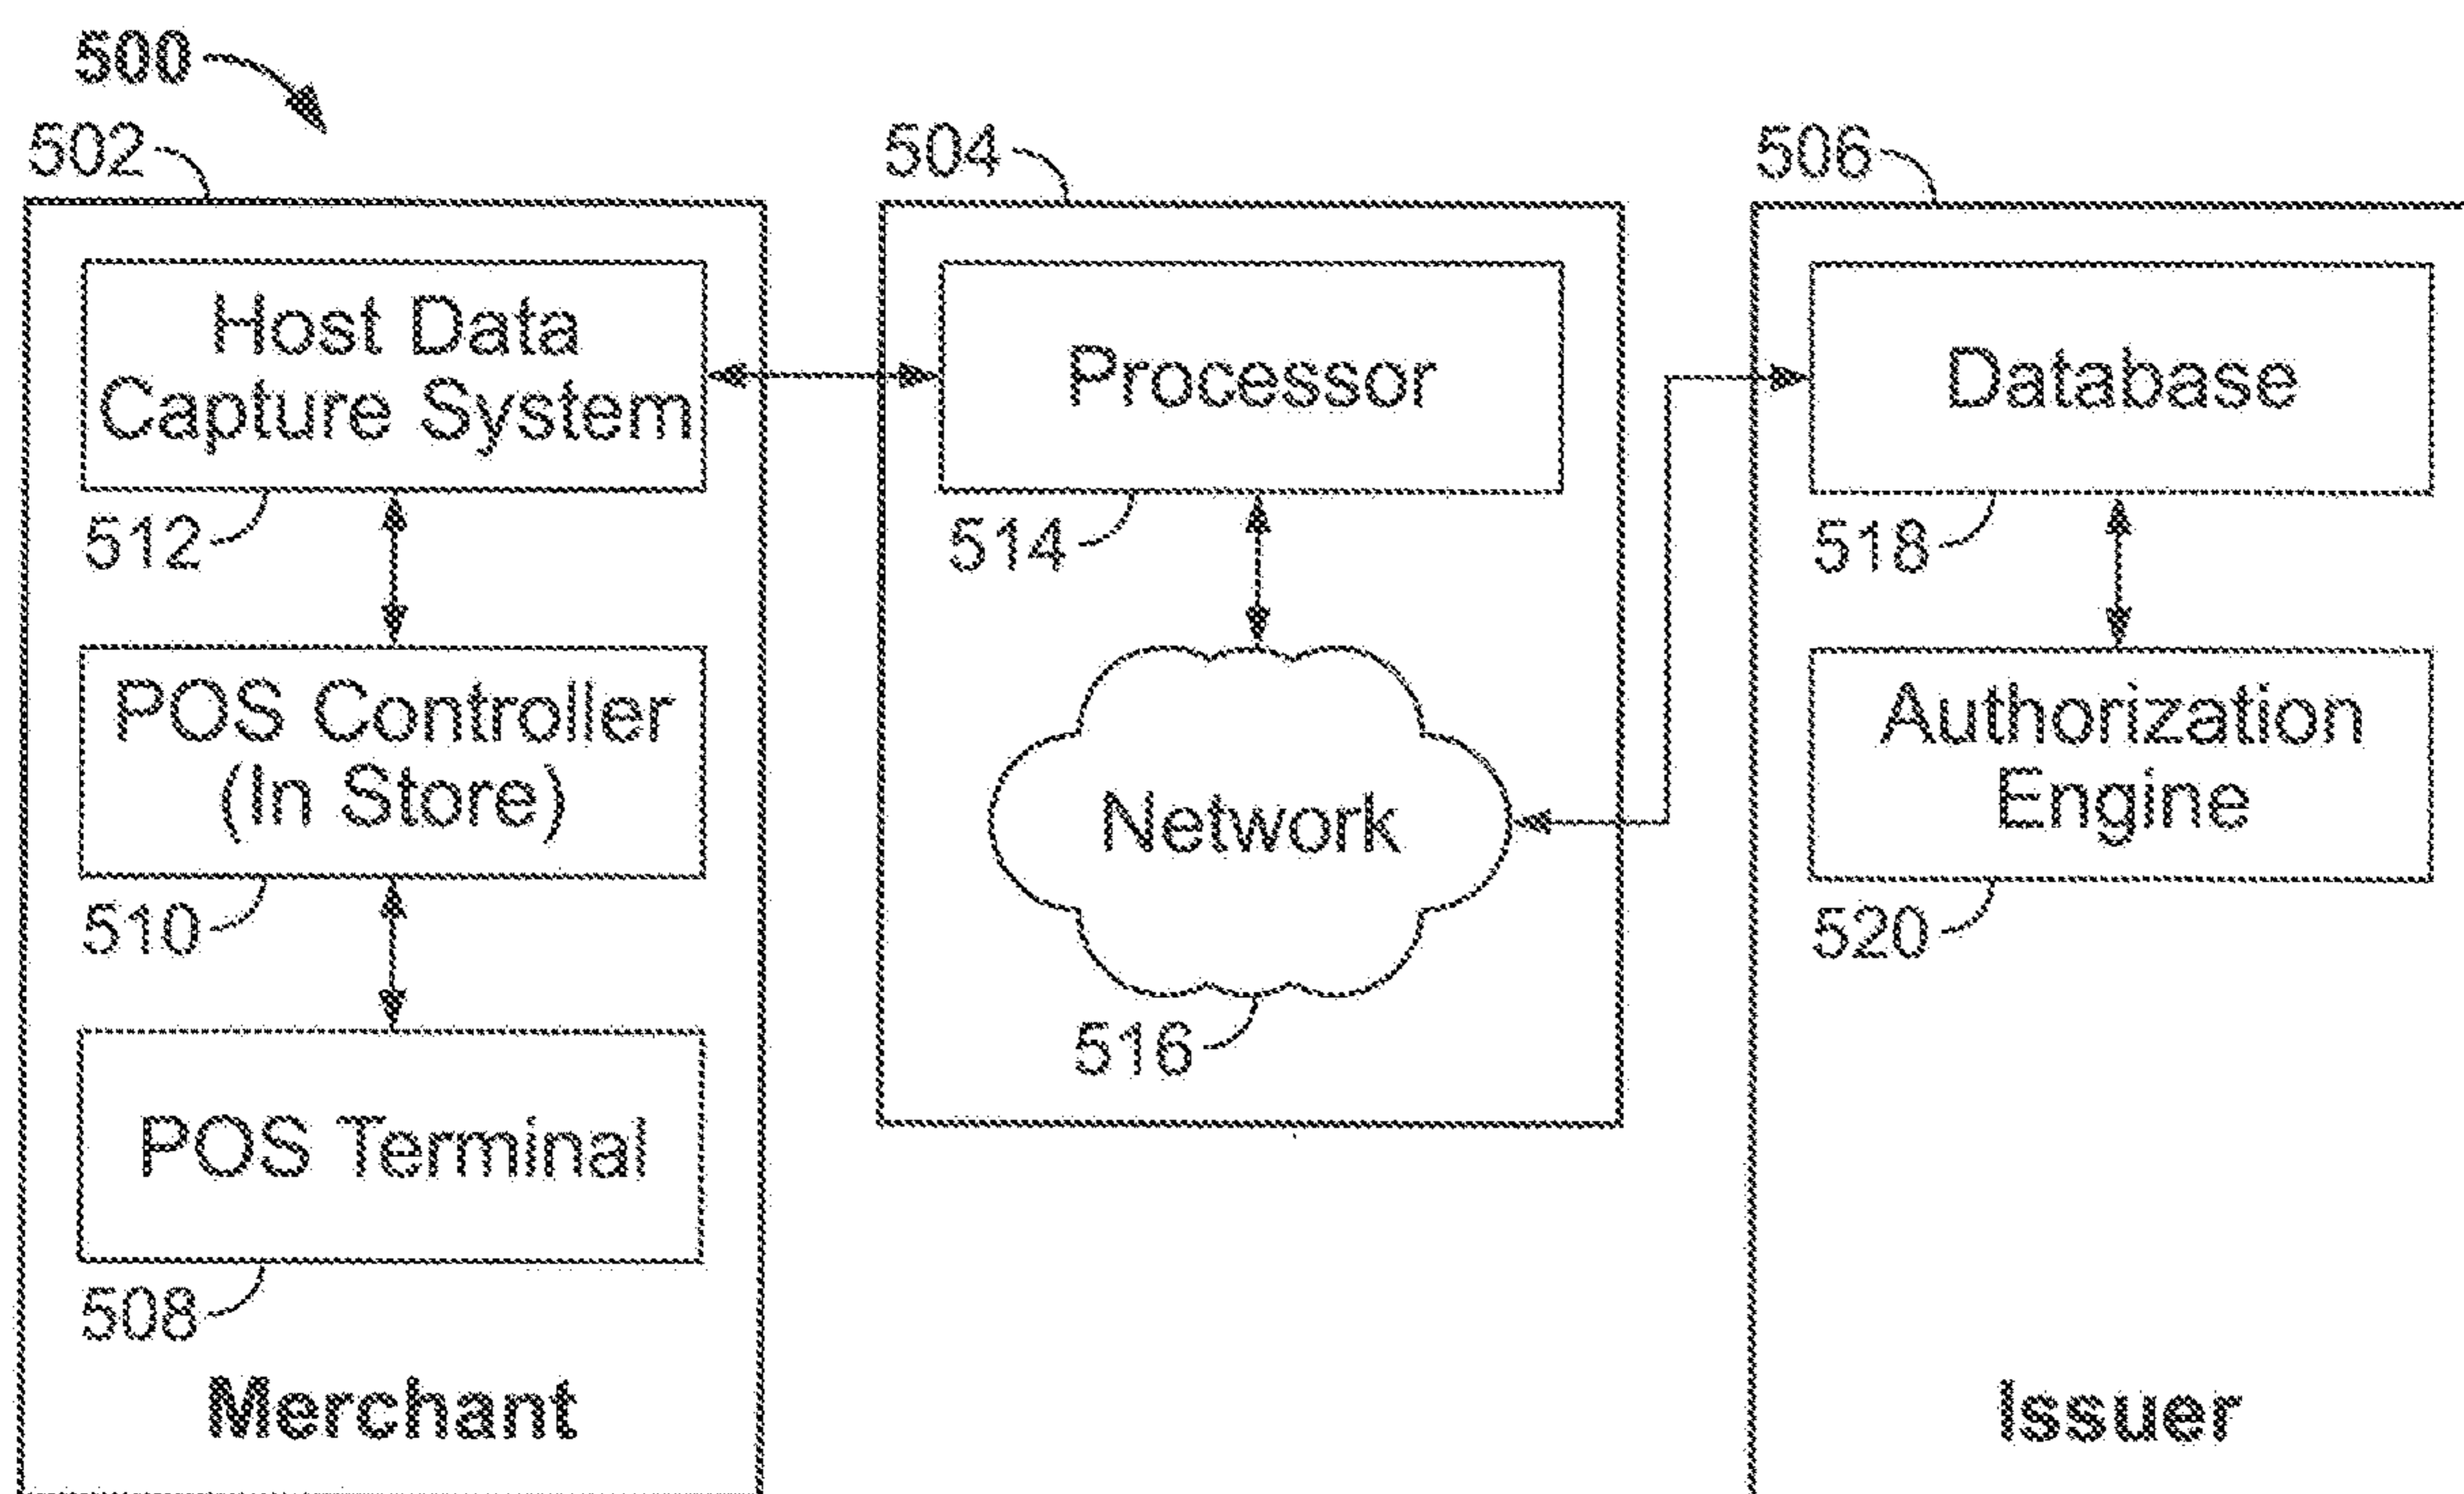 500
502
504
506
Host Data
Capture System
Processor
Database
512
514
518
POS Controller
(In Store)
Network
Authorization
Engine
510
520
516
POS Terminal
508
Merchant
Issuer